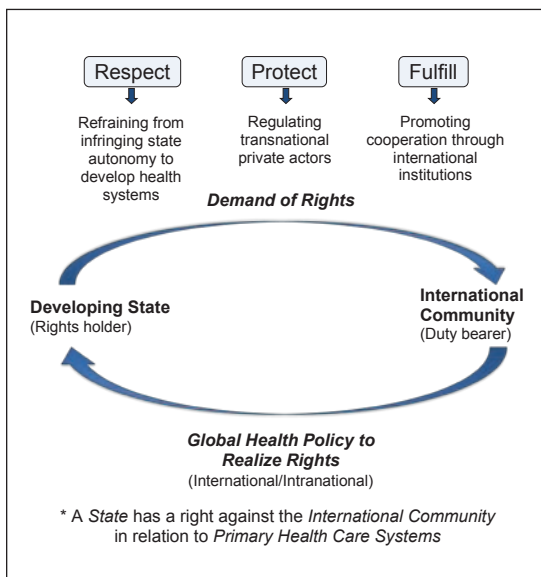 Respect
Protect
Fulfill
Refraining from
infringing state
autonomy to
develop health
systems
Regulating
transnational
private actors
Promoting
cooperation through
international
institutions
Demand of Rights
Developing State
(Rights holder)
International
Community
(Duty bearer)
Global Health Policy to
Realize Rights
(International/Intranational)
* A State has a right against the International Community
in relation to Primary Health Care Systems